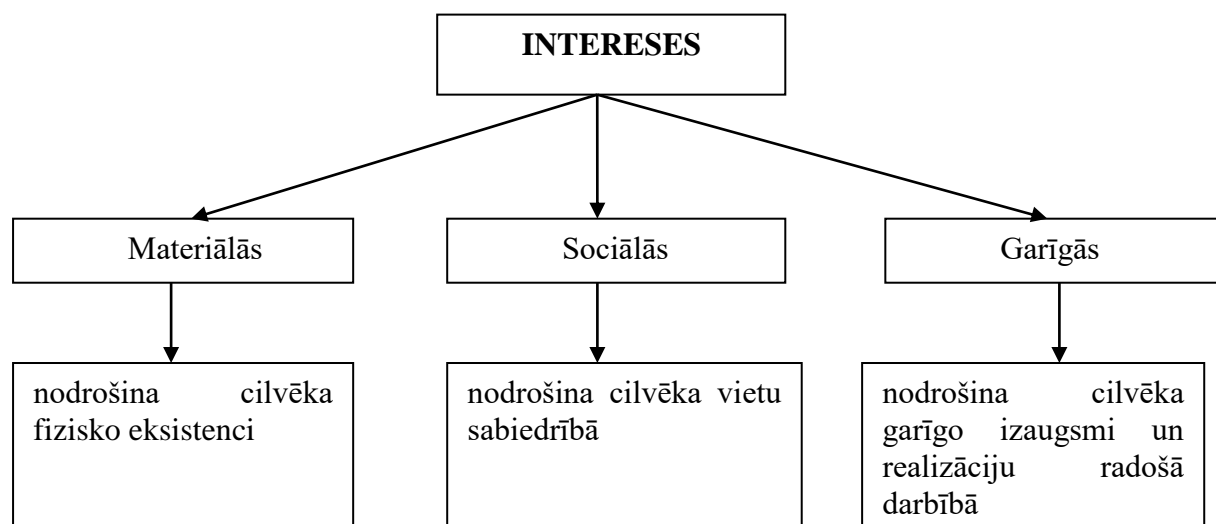 INTERESES
Materiālās
Sociālās
Garīgās
nodrošina cilvēka
fizisko eksistenci
nodrošina cilvēka vietu
sabiedrībā
nodrošina cilvēka
garīgo izaugsmi un
realizāciju radošā
darbībā